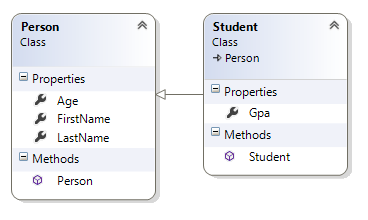 Person
Class
Properties
Age
FirstName
LastName
Methods
Person
Student
Class
Person
Properties
Gpa
Methods
Student